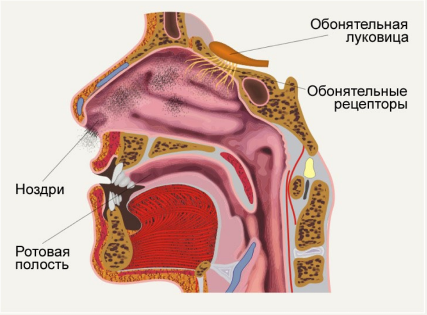 Обонятельная
луковица
Обонятельные
рецепторы
Ноздри
Ротовая
полость